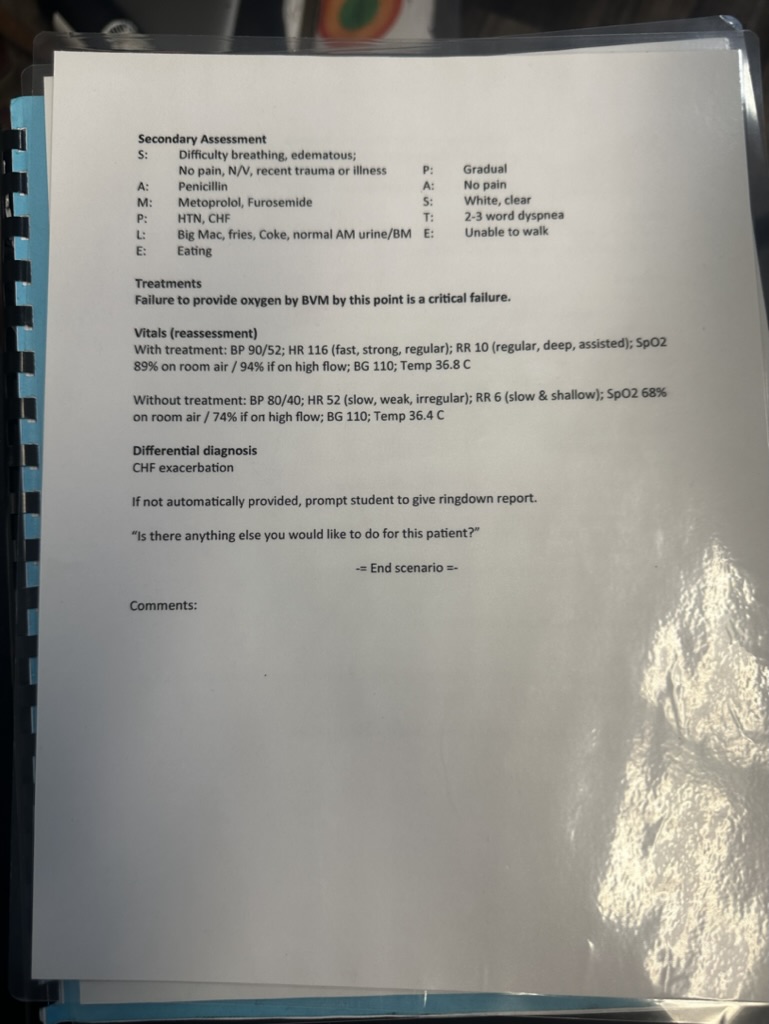 Secondary Assessment
S: Difficulty breathing, edematous;
No pain, N/V, recent trauma or illness P: Gradual
A: Penicillin A: No pain
M: Metoprolol, Furosemide S: White, clear
P: HTN, CHF T: 2-3 word dyspnea
L: Big Mac, fries, Coke, normal AM urine/BM E: Unable to walk
E: Eating
Treatments
Failure to provide oxygen by BVM by this point is a critical failure.
Vitals (reassessment)
With treatment: BP 90/52; HR 116 (fast, strong, regular); RR 10 (regular, deep, assisted); SpO2
89% on room air / 94% if on high flow; BG 110; Temp 36.8 C
Without treatment: BP 80/40; HR 52 (slow, weak, irregular); RR 6 (slow & shallow); SpO2 68%
on room air / 74% if on high flow; BG 110; Temp 36.4 C
Differential diagnosis
CHF exacerbation
If not automatically provided, prompt student to give ringdown report.
“Is there anything else you would like to do for this patient?”
-= End scenario =-
Comments: